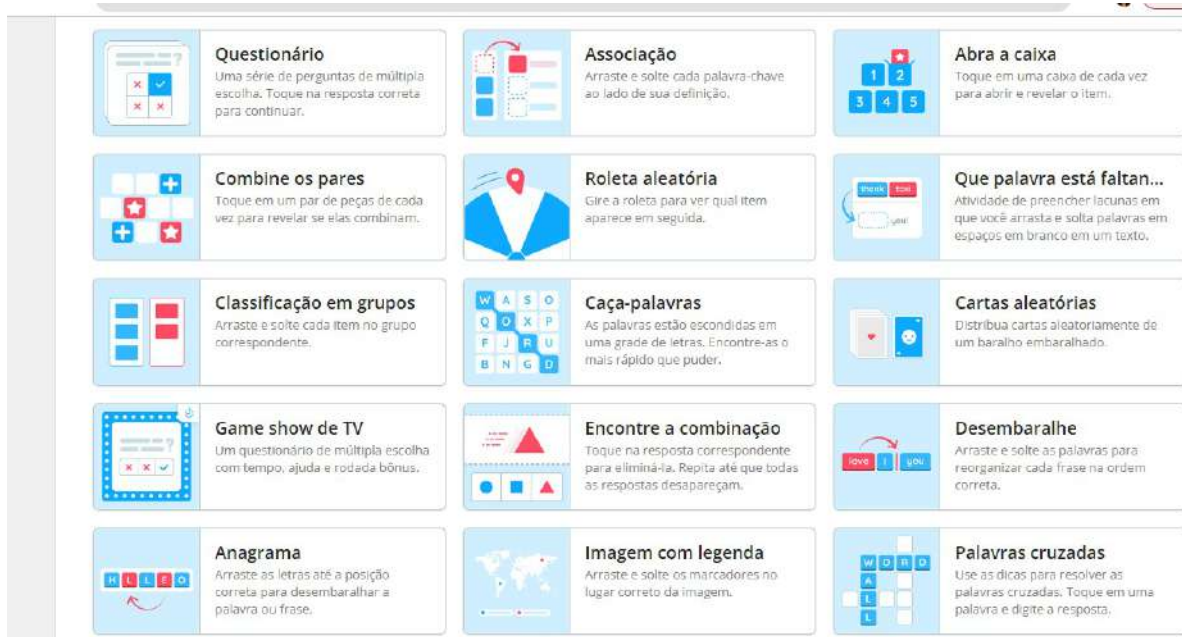 Questionário
Uma série de perguntas de múltipla
escolha. Toque na resposta correta
para continuar.
Associação
Arraste e solte cada palavra-chave
ao lado de sua definição.
Abra a caixa
Toque em uma caixa de cada vez
para abrir e revelar o item.
1 2
3 4 5
Combine os pares
Toque em um par de peças de cada
vez para revelar se elas combinam.
Roleta aleatória
Gire a roleta para ver qual item
aparece em seguida.
thank taxi
you!
Que palavra está faltan...
Atividade de preencher lacunas em
que você arrasta e solta palavras em
espaços em branco em um texto.
Classificação em grupos
Arraste e solte cada item no grupo
correspondente.
W A S O
Q O X P
F J R U
B N G D
Caça-palavras
As palavras estão escondidas em
uma grade de letras. Encontre-as o
mais rápido que puder.
Cartas aleatórias
Distribua cartas aleatoriamente de
um baralho embaralhado.
Game show de TV
Um questionário de múltipla escolha
com tempo, ajuda e rodada bônus.
Encontre a combinação
Toque na resposta correspondente
para eliminá-la. Repita até que todas
as respostas desapareçam.
love I you
Desembaralhe
Arraste e solte as palavras para
reorganizar cada frase na ordem
correta.
H L L E O
Anagrama
Arraste as letras até a posição
correta para desembaralhar a
palavra ou frase.
Imagem com legenda
Arraste e solte os marcadores no
lugar correto da imagem.
W O R D
A
L
L
Palavras cruzadas
Use as dicas para resolver as
palavras cruzadas. Toque em uma
palavra e digite a resposta.